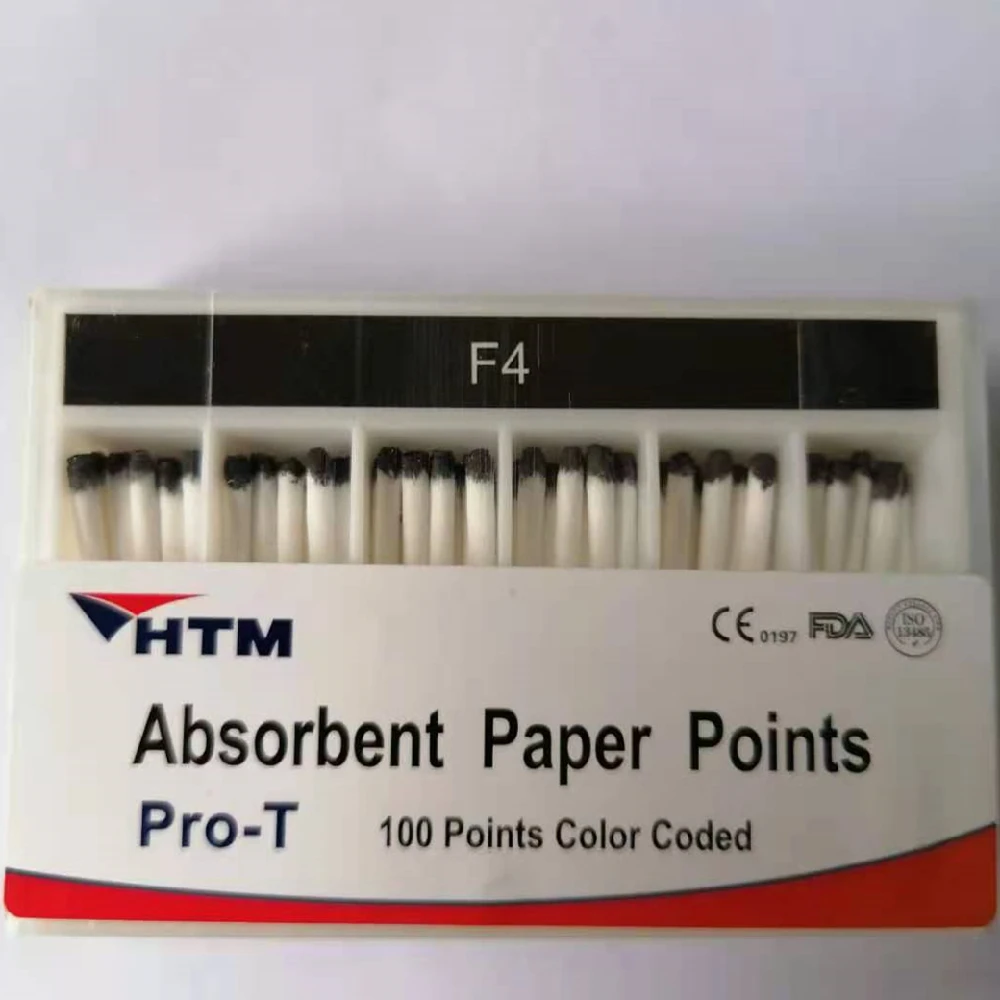 F4
HTM
CE 0197 FDA ISO 13485
Absorbent Paper Points
Pro-T 100 Points Color Coded